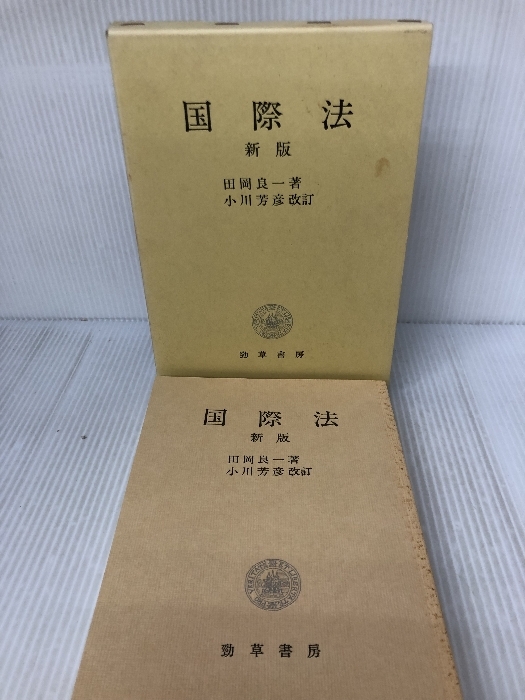 国際法
新版
田岡良一著
小川芳彦改訂
勁草書房
国際法
新版
田岡良一著
小川芳彦改訂
勁草書房